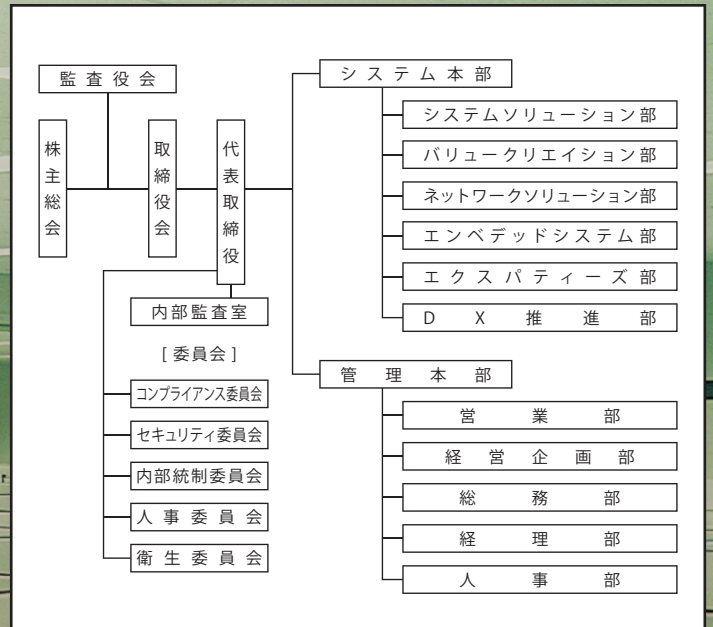 監査役会
株主総会
取締役会
代表取締役
内部監査室
[ 委員会 ]
コンプライアンス委員会
セキュリティ委員会
内部統制委員会
人事委員会
衛生委員会
システム本部
システムソリューション部
バリュークリエイション部
ネットワークソリューション部
エンベデッドシステム部
エクスパティーズ部
DX推進部
管理本部
営業部
経営企画部
総務部
経理部
人事部